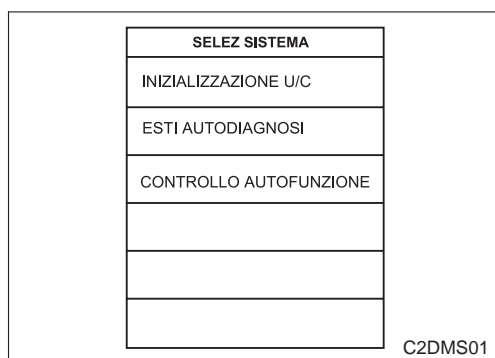 SELEZ SISTEMA
INIZIALIZZAZIONE U/C
ESTI AUTODIAGNOSI
CONTROLLO AUTOFUNZIONE
C2DMS01